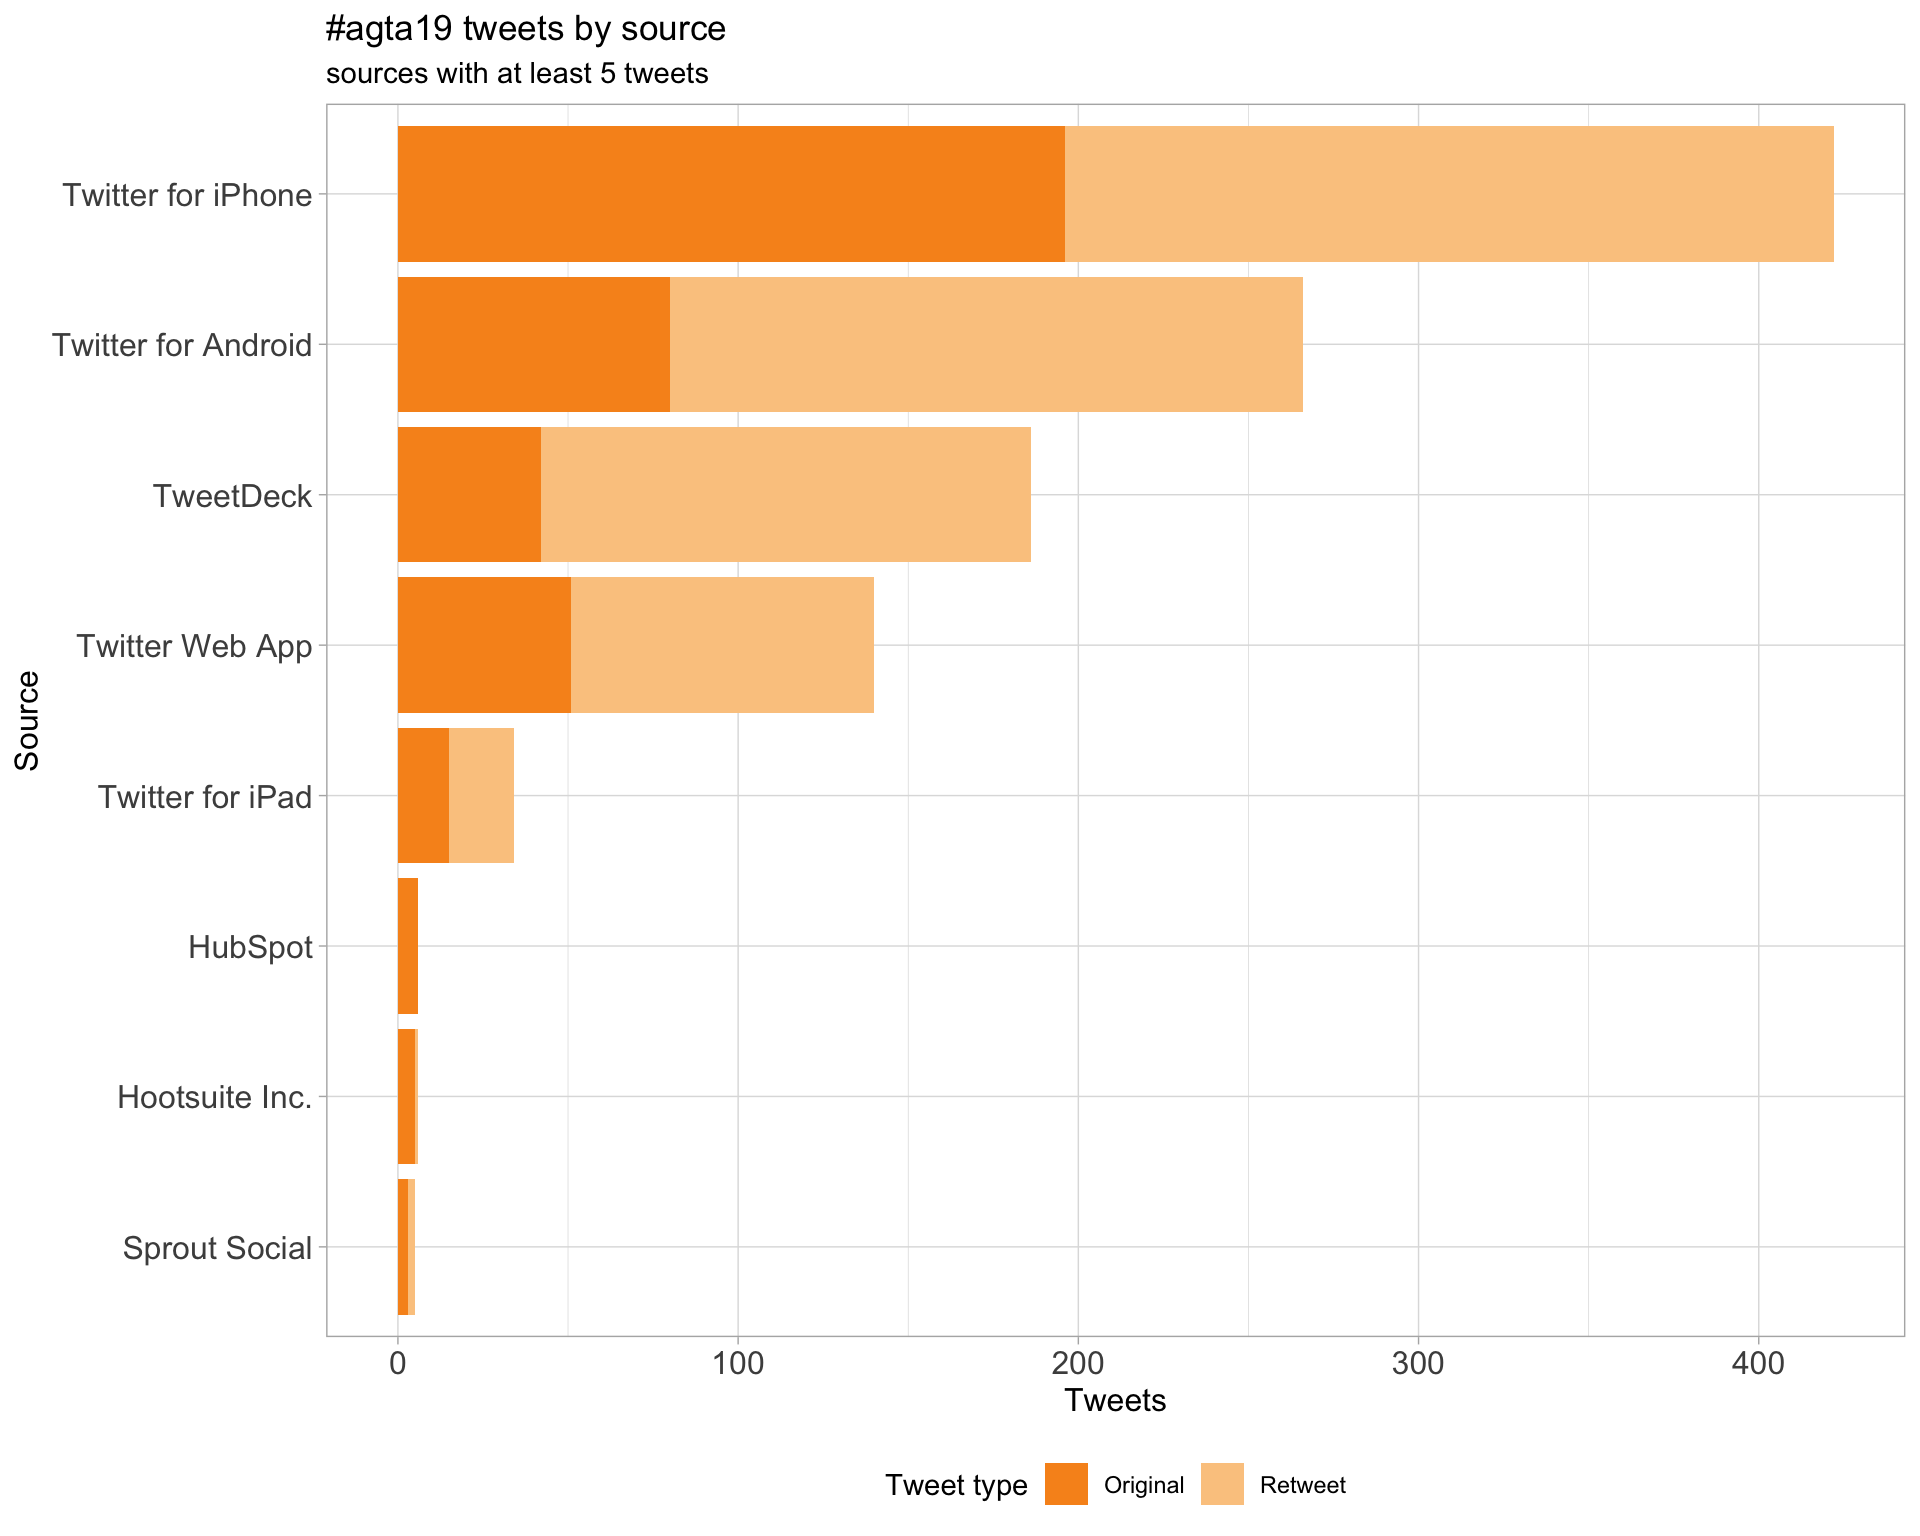 #agta19 tweets by source
sources with at least 5 tweets
Source
Twitter for iPhone
Twitter for Android
TweetDeck
Twitter Web App
Twitter for iPad
HubSpot
Hootsuite Inc.
Sprout Social
0 100 200 300 400
Tweets
Tweet type Original Retweet